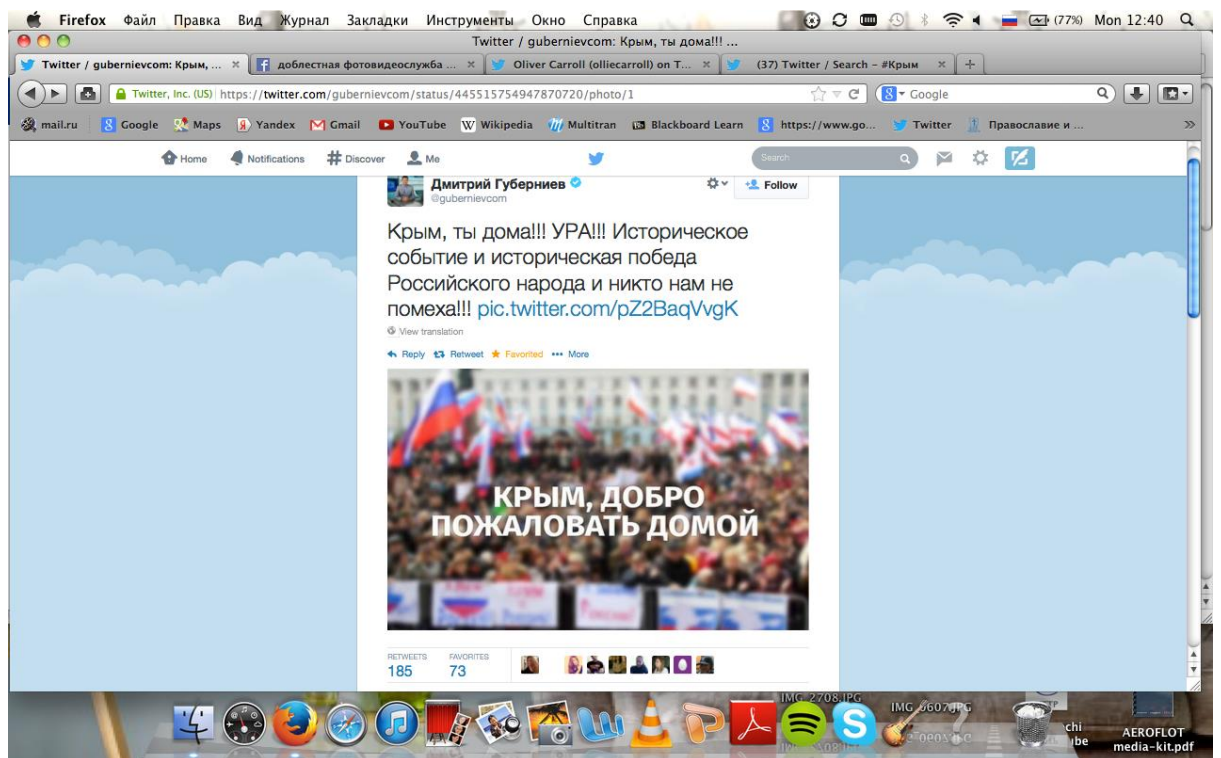 Firefox Файл Правка Вид Журнал Закладки Инструменты Окно Справка (77%) Mon 12:40
Twitter / gubernievcom: Крым, ты дома!!! ...
Twitter / gubernievcom: Крым, ... доблестная фотовидеослужба ... Oliver Carroll (olliecarroll) on T... (37) Twitter / Search – #Крым
Twitter, Inc. (US) https://twitter.com/gubernievcom/status/445515754947870720/photo/1 Google
mail.ru Google Maps Yandex Gmail YouTube Wikipedia Multitran Blackboard Learn https://www.go... Twitter Православие и ...
Home Notifications # Discover Me Search
Дмитрий Губерниев Follow
@gubernievcom
Крым, ты дома!!! УРА!!! Историческое
событие и историческая победа
Российского народа и никто нам не
помеха!!! pic.twitter.com/pZ2BaqVvgK
View translation
Reply Retweet Favorited ••• More
КРЫМ, ДОБРО
ПОЖАЛОВАТЬ ДОМОЙ
RETWEETS FAVORITES
185 73
IMG_2708.JPG
IMG_0607.JPG
AEROFLOT
media-kit.pdf